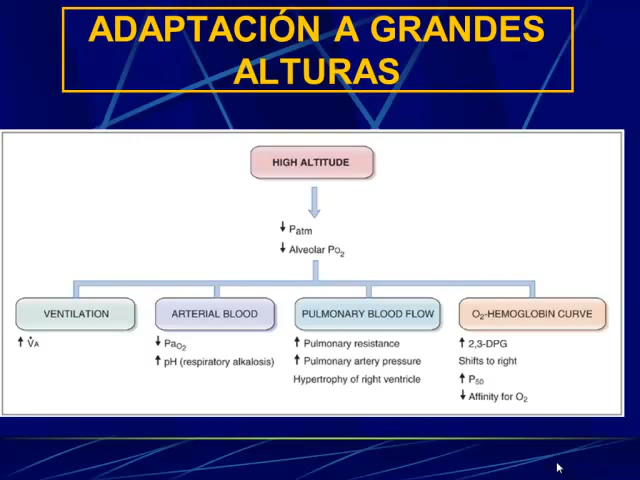 ADAPTACIÓN A GRANDES
ALTURAS
HIGH ALTITUDE
↓ Patm
↓ Alveolar PO₂
VENTILATION
↑ V̇A
ARTERIAL BLOOD
↓ PaO₂
↑ pH (respiratory alkalosis)
PULMONARY BLOOD FLOW
↑ Pulmonary resistance
↑ Pulmonary artery pressure
Hypertrophy of right ventricle
O₂-HEMOGLOBIN CURVE
↑ 2,3-DPG
Shifts to right
↑ P₅₀
↓ Affinity for O₂